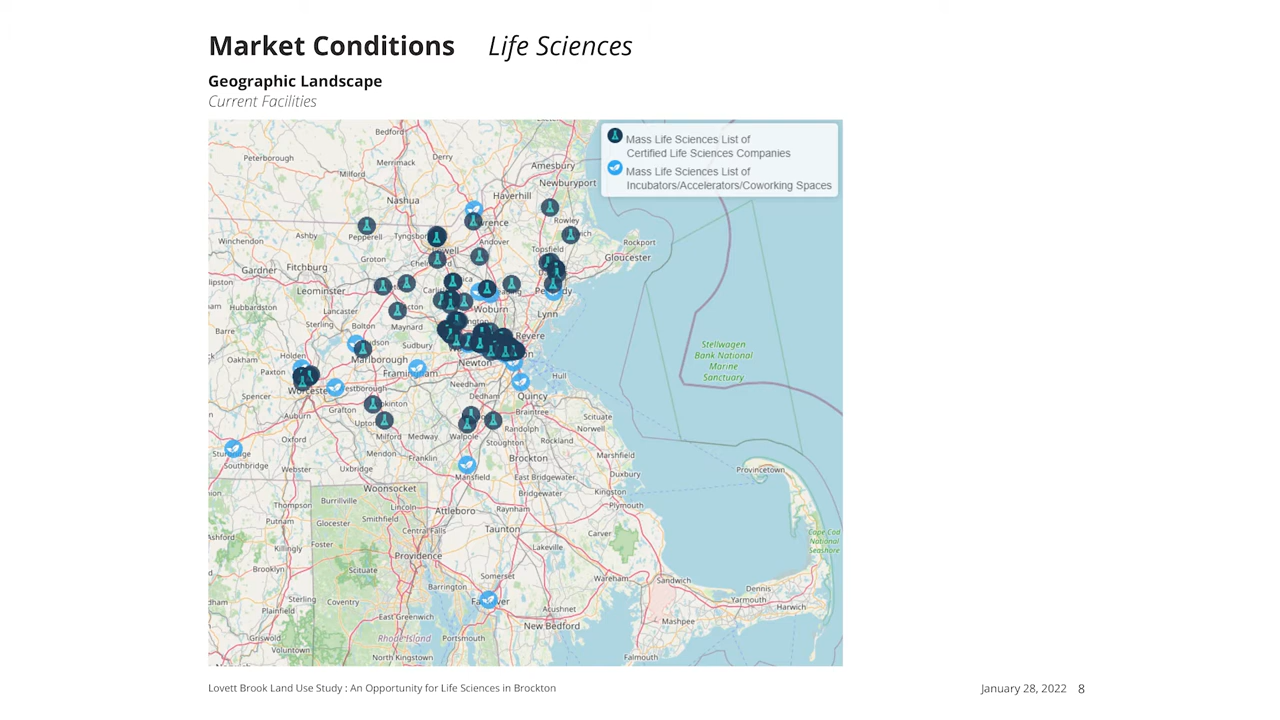 Market Conditions Life Sciences
Geographic Landscape
Current Facilities
Mass Life Sciences List of
Certified Life Sciences Companies
Mass Life Sciences List of
Incubators/Accelerators/Coworking Spaces
Bedford
Peterborough
Derry
Merrimack
Amesbury
Newburyport
Nashua
Haverhill
Rowley
Pepperell
Ashby
Winchendon
Groton
Andover
Topsfield
Rockport
Gloucester
Gardner
Fitchburg
Leominster
Hubbardston
Lancaster
Woburn
Lynn
Barre
Sterling
Bolton
Maynard
Revere
Oakham
Holden
Sudbury
Marlborough
Newton
Paxton
Framingham
Hull
Stellwagen
Bank National
Marine
Sanctuary
Spencer
Grafton
Needham
Dedham
Quincy
Auburn
Upton
Braintree
Scituate
Milford
Medway
Walpole
Randolph
Norwell
Oxford
Stoughton
Rockland
Mendon
Franklin
Brockton
Marshfield
Southbridge
Webster
Uxbridge
Mansfield
East Bridgewater
Duxbury
Provincetown
Woonsocket
Bridgewater
Kingston
Thompson
Burrillville
Lincoln
Attleboro
Raynham
Plymouth
Putnam
Glocester
Smithfield
Central Falls
Taunton
Carver
Cape Cod
National
Seashore
Ashford
Killingly
Foster
Providence
Lakeville
Brooklyn
Scituate
Somerset
Barrington
Wareham
Sandwich
Dennis
Sterling
Coventry
Yarmouth
Plainfield
East Greenwich
Acushnet
Harwich
Mashpee
New Bedford
Griswold
Rhode Island
Portsmouth
Voluntown
North Kingstown
Falmouth
Lovett Brook Land Use Study : An Opportunity for Life Sciences in Brockton
January 28, 2022 8